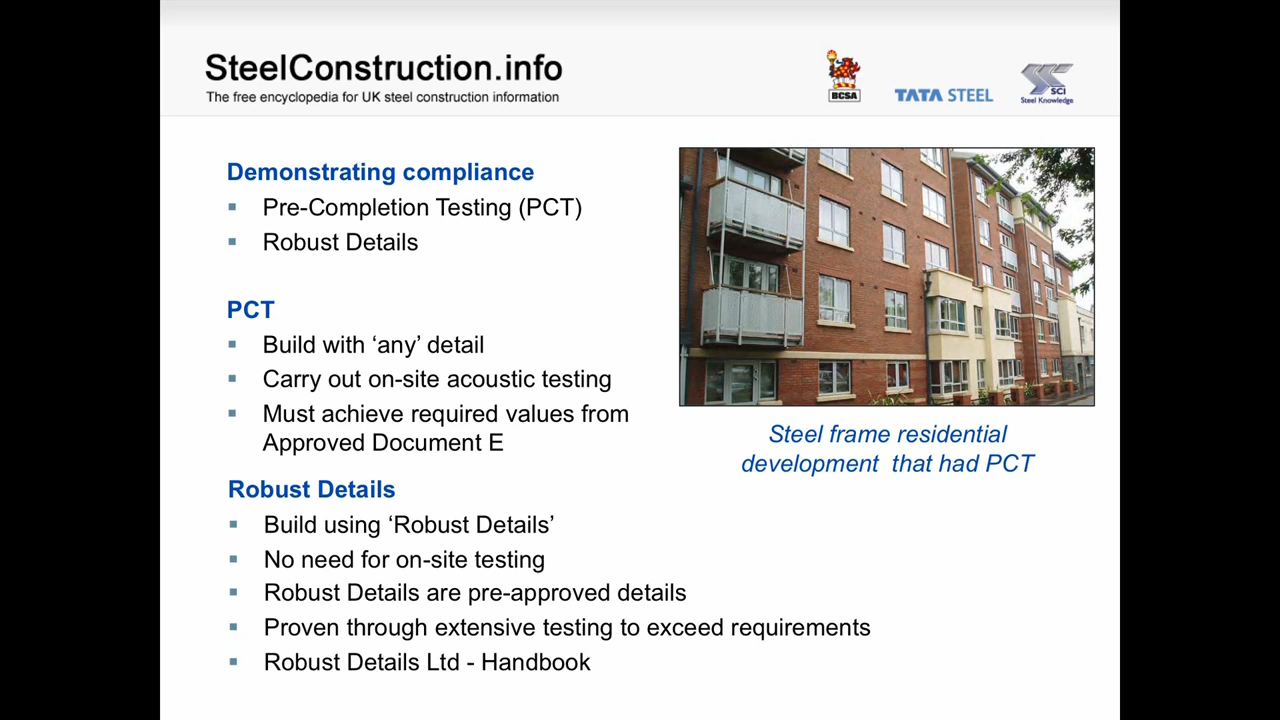 SteelConstruction.info
The free encyclopedia for UK steel construction information
BCSA
TATA STEEL
SCI
Steel Knowledge
Demonstrating compliance
Pre-Completion Testing (PCT)
Robust Details
PCT
Build with ‘any’ detail
Carry out on-site acoustic testing
Must achieve required values from
Approved Document E
Steel frame residential
development that had PCT
Robust Details
Build using ‘Robust Details’
No need for on-site testing
Robust Details are pre-approved details
Proven through extensive testing to exceed requirements
Robust Details Ltd - Handbook